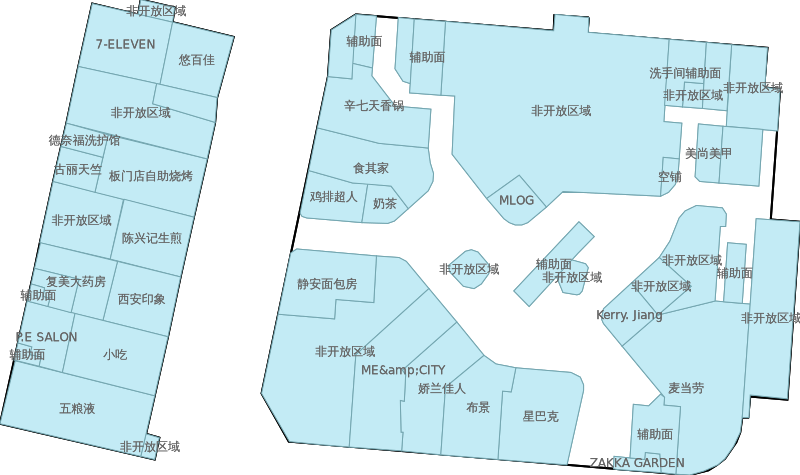 非开放区域
7-ELEVEN
悠百佳
非开放区域
德奈福洗护馆
古丽天竺
板门店自助烧烤
非开放区域
陈兴记生煎
复美大药房
辅助面
西安印象
P.E SALON
辅助面
小吃
五粮液
非开放区域
辅助面
辅助面
辛七天香锅
食其家
鸡排超人
奶茶
非开放区域
MLOG
洗手间辅助面
非开放区域
非开放区域
美尚美甲
空铺
静安面包房
非开放区域
辅助面
非开放区域
非开放区域
非开放区域
辅助面
Kerry. Jiang
非开放区域
非开放区域
ME&amp;CITY
娇兰佳人
布景
星巴克
麦当劳
辅助面
ZAKKA GARDEN